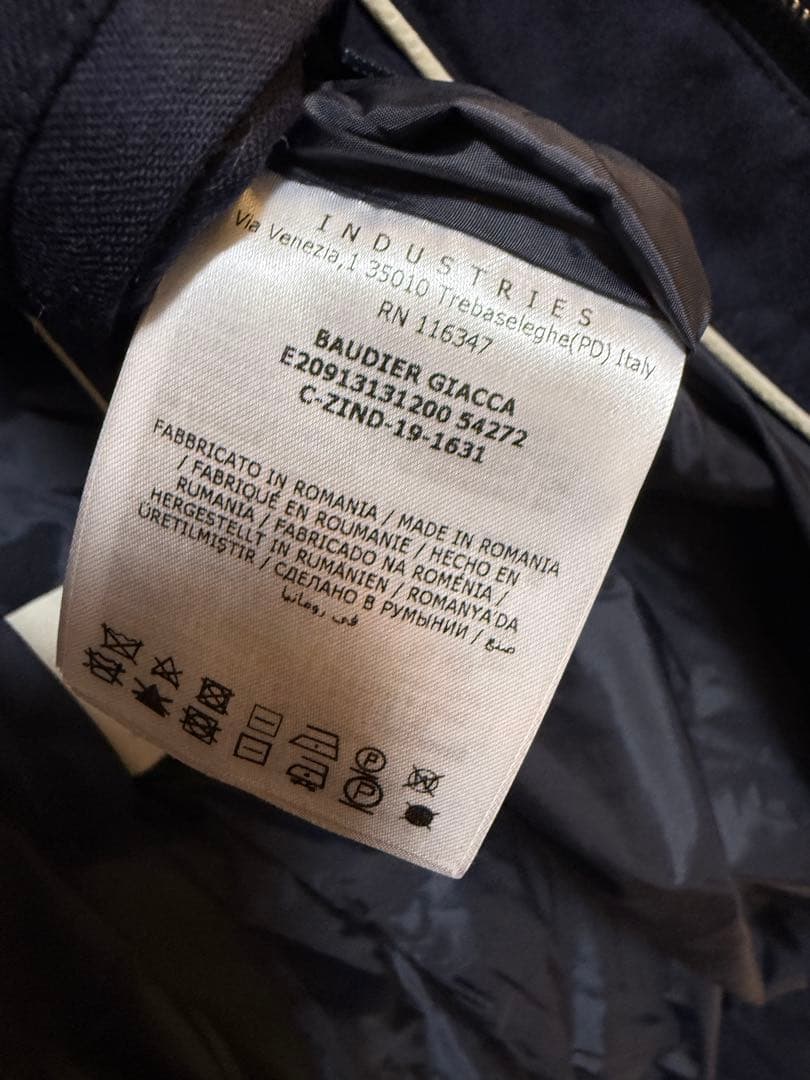 INDUSTRIES
Via Venezia,1 35010 Trebaseleghe(PD) Italy
RN 116347
BAUDIER GIACCA
E20913131200 54272
C-ZIND-19-1631
FABBRICATO IN ROMANIA / MADE IN ROMANIA
/ FABRIQUÉ EN ROUMANIE / HECHO EN
RUMANIA / FABRICADO NA ROMÉNIA /
HERGESTELLT IN RUMÄNIEN / ROMANYA'DA
ÜRETILMIŞTIR / СДЕЛАНО В РУМЫНИИ / صنع
في رومانيا
P
W
P